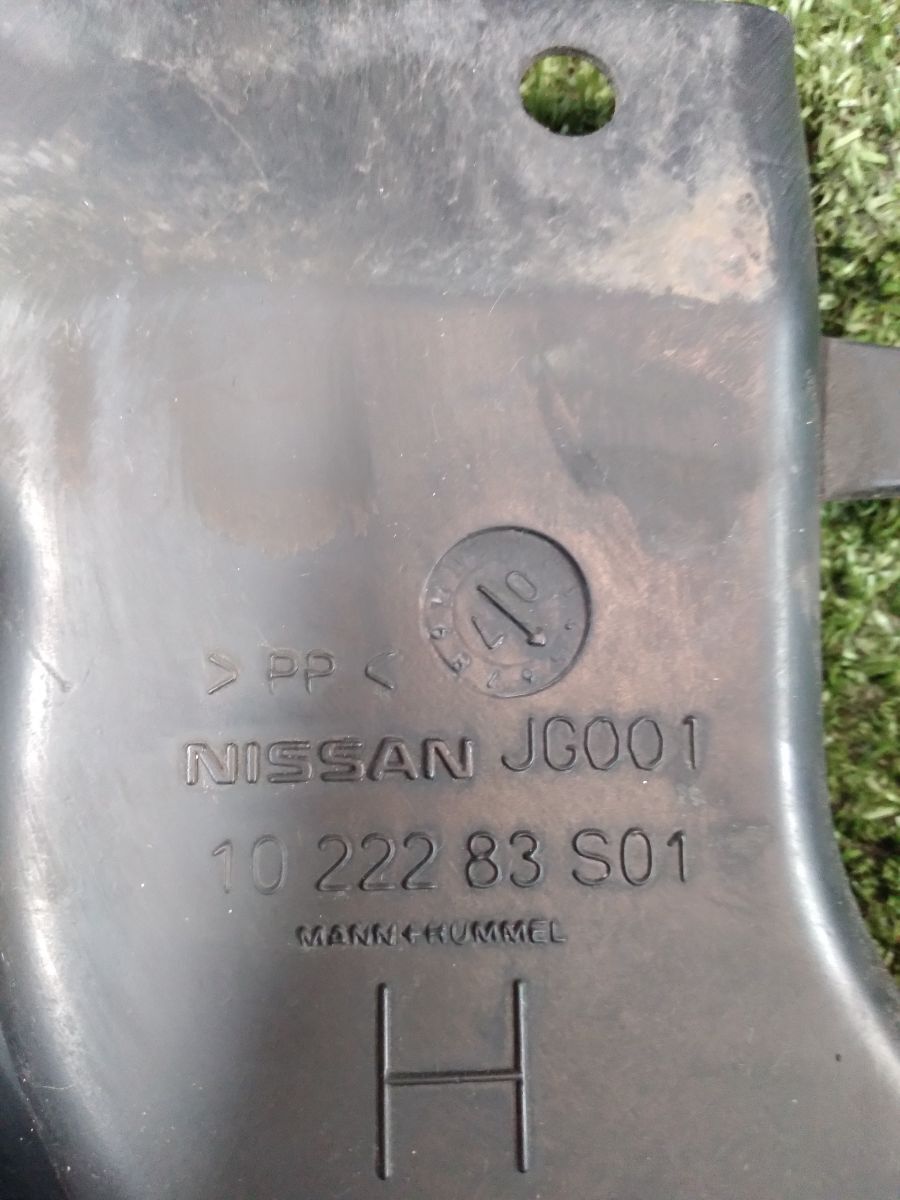 > PP <
NISSAN JG001
10 222 83 S01
MANN+HUMMEL
H